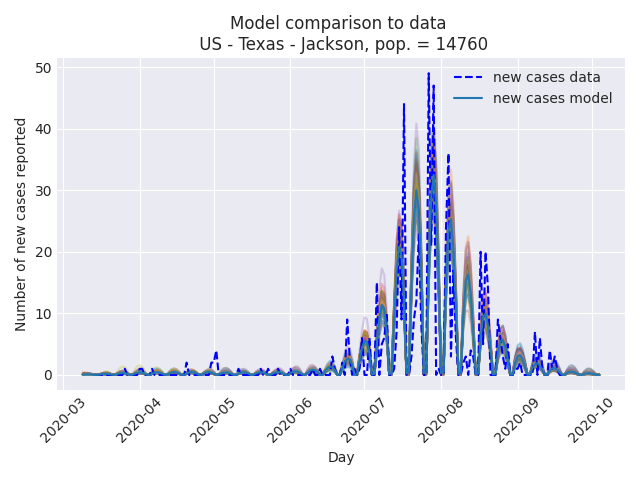 Model comparison to data
US - Texas - Jackson, pop. = 14760
new cases data
new cases model
Number of new cases reported
50
40
30
20
10
0
2020-03
2020-04
2020-05
2020-06
2020-07
2020-08
2020-09
2020-10
Day